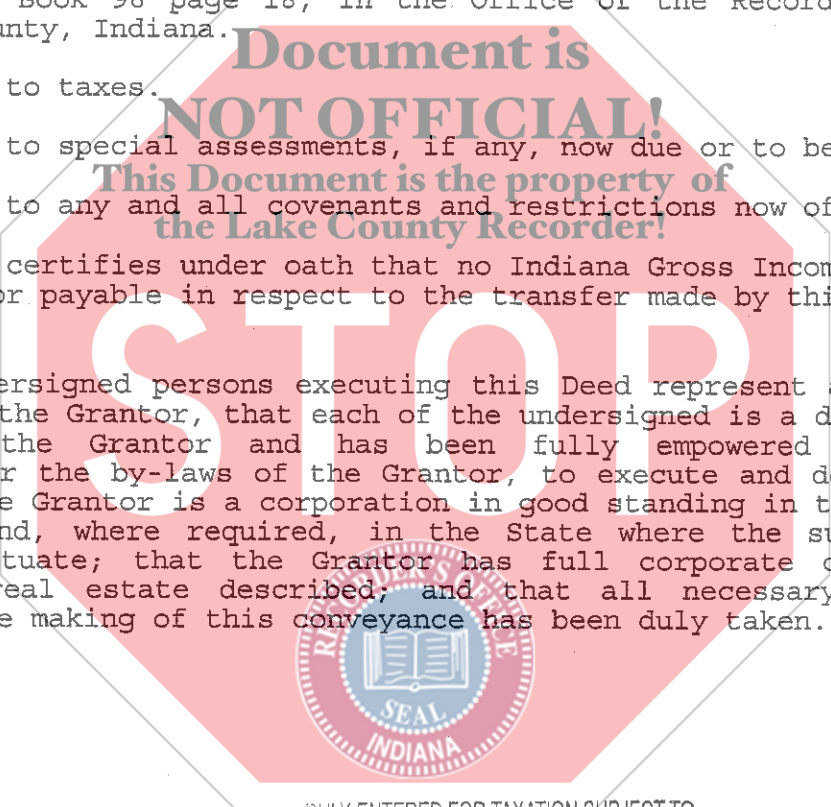 Book 98 page 18, in the Office of the Record
unty, Indiana.
Document is
to taxes.
NOT OFFICIAL!
to special assessments, if any, now due or to be
This Document is the property of
to any and all covenants and restrictions now of
the Lake County Recorder!
certifies under oath that no Indiana Gross Incom
or payable in respect to the transfer made by thi
STOP
ersigned persons executing this Deed represent
the Grantor, that each of the undersigned is a d
the Grantor and has been fully empowered
r the by-laws of the Grantor, to execute and d
e Grantor is a corporation in good standing in t
nd, where required, in the State where the su
tuate; that the Grantor has full corporate c
real estate described; and that all necessary
e making of this conveyance has been duly taken.
RECORDER'S OFFICE
SEAL
INDIANA
DULY ENTERED FOR TAXATION SUBJECT TO